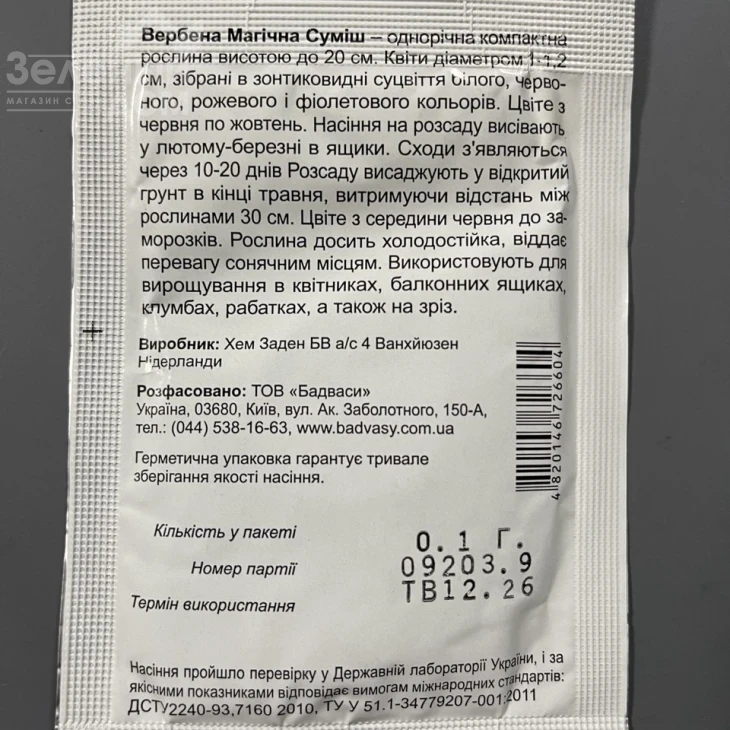 Вербена Магічна Суміш – однорічна компактна
рослина висотою до 20 см. Квіти діаметром 1-1,2
см, зібрані в зонтиковидні суцвіття білого, черво-
ного, рожевого і фіолетового кольорів. Цвіте з
червня по жовтень. Насіння на розсаду висівають
у лютому-березні в ящики. Сходи з'являються
через 10-20 днів Розсаду висаджують у відкритий
грунт в кінці травня, витримуючи відстань між
рослинами 30 см. Цвіте з середини червня до за-
морозків. Рослина досить холодостійка, віддає
перевагу сонячним місцям. Використовують для
вирощування в квітниках, балконних ящиках,
клумбах, рабатках, а також на зріз.
Виробник: Хем Заден БВ а/с 4 Ванхйюзен
Нідерланди
Розфасовано: ТОВ «Бадваси»
Україна, 03680, Київ, вул. Ак. Заболотного, 150-А,
тел.: (044) 538-16-63, www.badvasy.com.ua
Герметична упаковка гарантує тривале
зберігання якості насіння.
4820146726604
Кількість у пакеті 0.1 Г.
Номер партії 09203.9
Термін використання ТВ12.26
Насіння пройшло перевірку у Державній лабораторії України, і за
якісними показниками відповідає вимогам міжнародних стандартів:
ДСТУ2240-93,7160 2010, ТУ У 51.1-34779207-001:2011